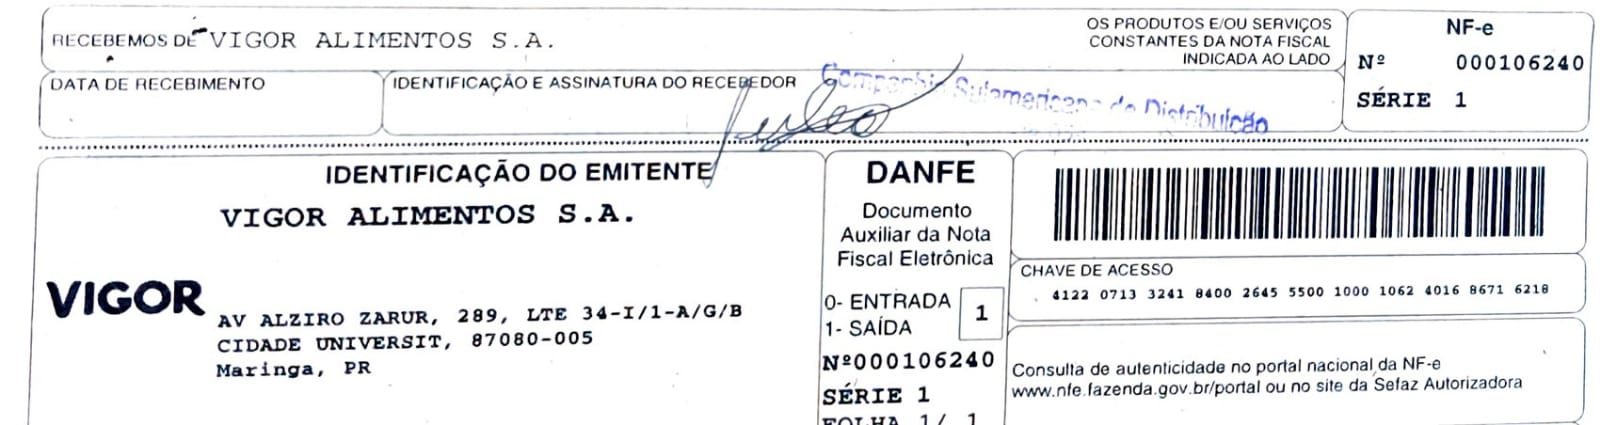 RECEBEMOS DE VIGOR ALIMENTOS S.A.
OS PRODUTOS E/OU SERVIÇOS
CONSTANTES DA NOTA FISCAL
INDICADA AO LADO
NF-e
Nº 000106240
SÉRIE 1
DATA DE RECEBIMENTO
IDENTIFICAÇÃO E ASSINATURA DO RECEBEDOR
Companhia Sulamericana de Distribuição
IDENTIFICAÇÃO DO EMITENTE
VIGOR ALIMENTOS S.A.
VIGOR
AV ALZIRO ZARUR, 289, LTE 34-I/1-A/G/B
CIDADE UNIVERSIT, 87080-005
Maringa, PR
DANFE
Documento
Auxiliar da Nota
Fiscal Eletrônica
0- ENTRADA
1- SAÍDA
1
Nº000106240
SÉRIE 1
FOLHA 1/ 1
CHAVE DE ACESSO
4122 0713 3241 8400 2645 5500 1000 1062 4016 8671 6218
Consulta de autenticidade no portal nacional da NF-e
www.nfe.fazenda.gov.br/portal ou no site da Sefaz Autorizadora